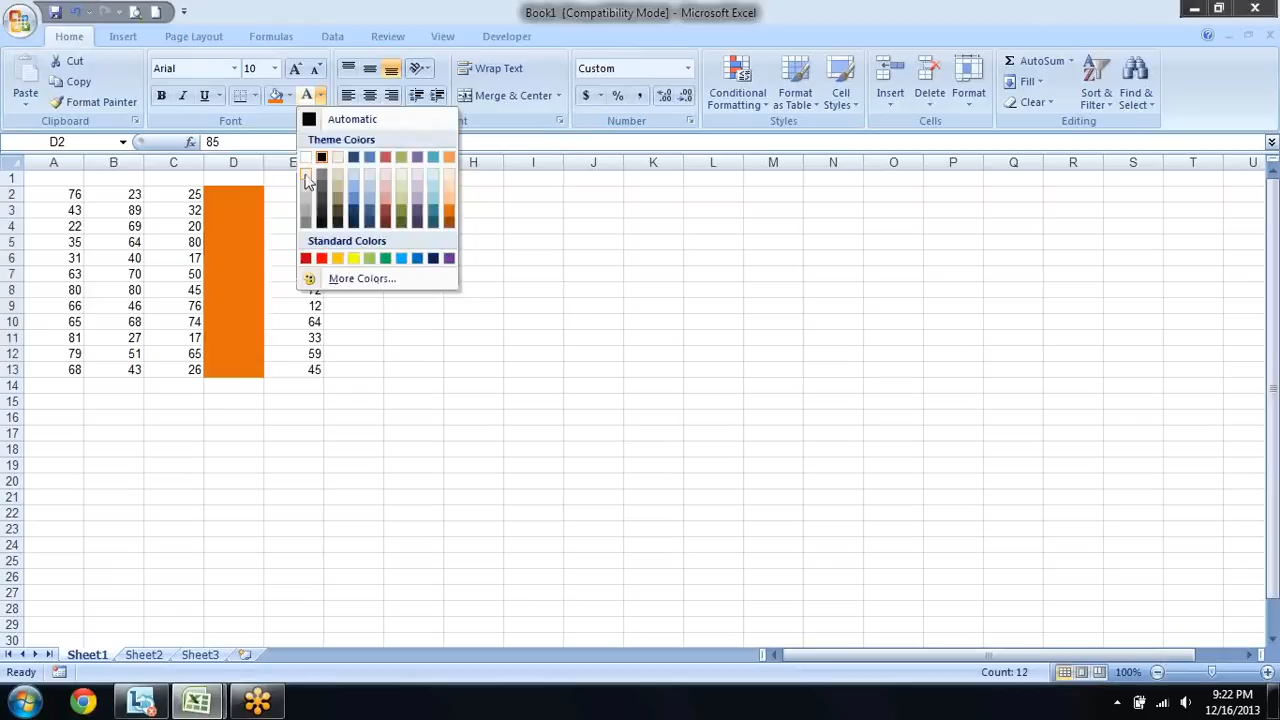 Book1 [Compatibility Mode] - Microsoft Excel
Home Insert Page Layout Formulas Data Review View Developer
Paste Cut Copy Format Painter Clipboard
Arial 10 B I U A Font
Wrap Text Merge & Center
Custom $ % , Number
Conditional Formatting Format as Table Cell Styles Styles
Insert Delete Format Cells
AutoSum Fill Clear Sort & Filter Find & Select Editing
D2 fx 85
Automatic
Theme Colors
Standard Colors
More Colors...
A B C D E H I J K L M N O P Q R S T U
1
2 76 23 25
3 43 89 32
4 22 69 20
5 35 64 80
6 31 40 17
7 63 70 50
8 80 80 45 72
9 66 46 76 12
10 65 68 74 64
11 81 27 17 33
12 79 51 65 59
13 68 43 26 45
14
15
16
17
18
19
20
21
22
23
24
25
26
27
28
29
30
Sheet1 Sheet2 Sheet3
Ready Count: 12 100%
9:22 PM
12/16/2013